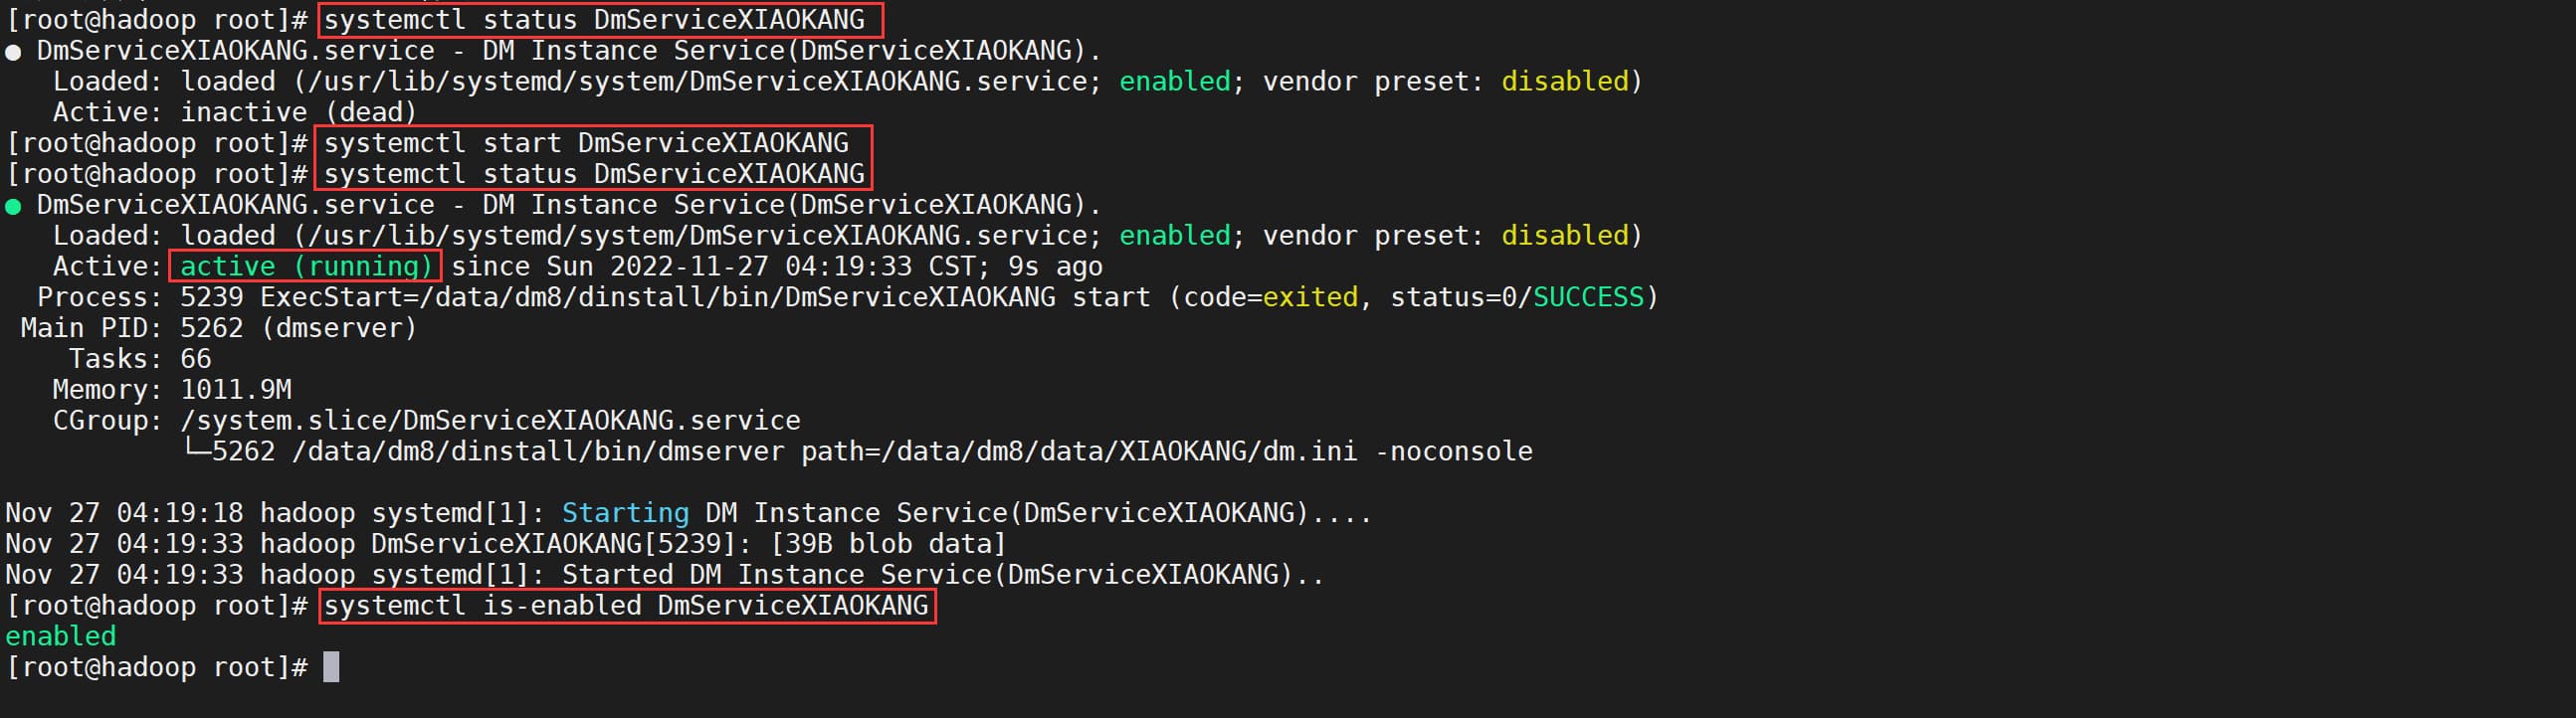 [root@hadoop root]# systemctl status DmServiceXIAOKANG
● DmServiceXIAOKANG.service - DM Instance Service(DmServiceXIAOKANG).
   Loaded: loaded (/usr/lib/systemd/system/DmServiceXIAOKANG.service; enabled; vendor preset: disabled)
   Active: inactive (dead)
[root@hadoop root]# systemctl start DmServiceXIAOKANG
[root@hadoop root]# systemctl status DmServiceXIAOKANG
● DmServiceXIAOKANG.service - DM Instance Service(DmServiceXIAOKANG).
   Loaded: loaded (/usr/lib/systemd/system/DmServiceXIAOKANG.service; enabled; vendor preset: disabled)
   Active: active (running) since Sun 2022-11-27 04:19:33 CST; 9s ago
  Process: 5239 ExecStart=/data/dm8/dinstall/bin/DmServiceXIAOKANG start (code=exited, status=0/SUCCESS)
 Main PID: 5262 (dmserver)
    Tasks: 66
   Memory: 1011.9M
   CGroup: /system.slice/DmServiceXIAOKANG.service
           └─5262 /data/dm8/dinstall/bin/dmserver path=/data/dm8/data/XIAOKANG/dm.ini -noconsole

Nov 27 04:19:18 hadoop systemd[1]: Starting DM Instance Service(DmServiceXIAOKANG)....
Nov 27 04:19:33 hadoop DmServiceXIAOKANG[5239]: [39B blob data]
Nov 27 04:19:33 hadoop systemd[1]: Started DM Instance Service(DmServiceXIAOKANG)..
[root@hadoop root]# systemctl is-enabled DmServiceXIAOKANG
enabled
[root@hadoop root]#